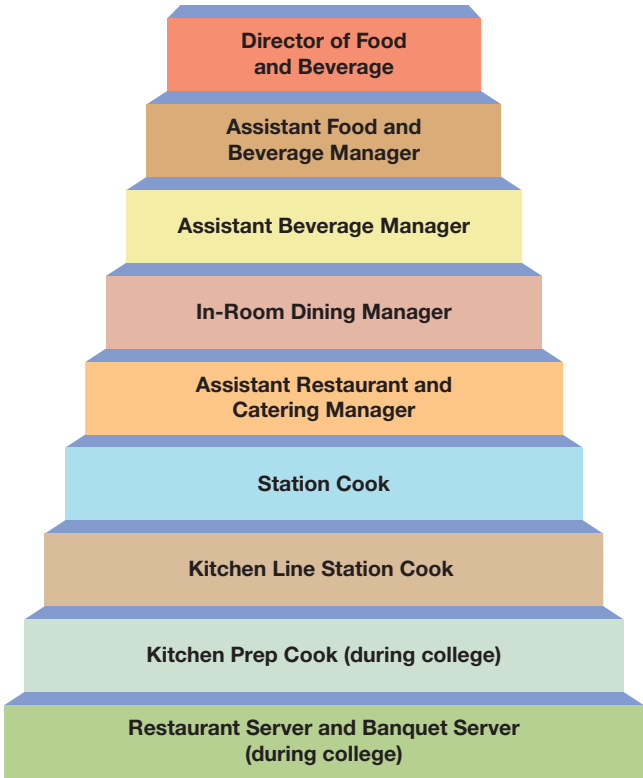 Director of Food
and Beverage
Assistant Food and
Beverage Manager
Assistant Beverage Manager
In-Room Dining Manager
Assistant Restaurant and
Catering Manager
Station Cook
Kitchen Line Station Cook
Kitchen Prep Cook (during college)
Restaurant Server and Banquet Server
(during college)